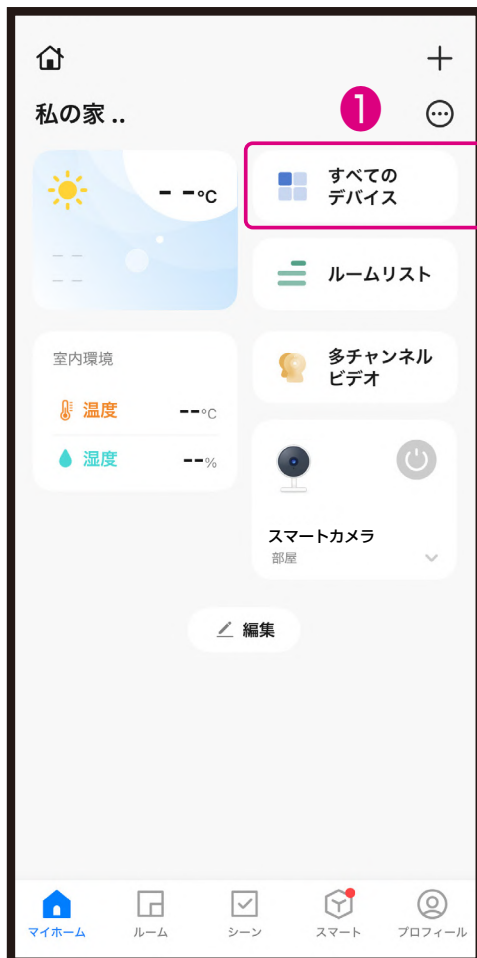 私の家 ..
1
--°C
すべての
デバイス
-- --
-- --
ルームリスト
室内環境
多チャンネル
ビデオ
温度 --°C
湿度 --%
スマートカメラ
部屋
編集
マイホーム ルーム シーン スマート プロフィール